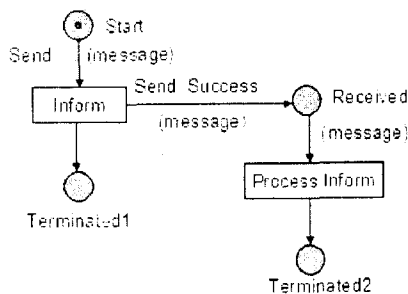 Start
Send (message)
Send Success
Inform
Received
(message)
(message)
Process Inform
Terminated1
Terminated2